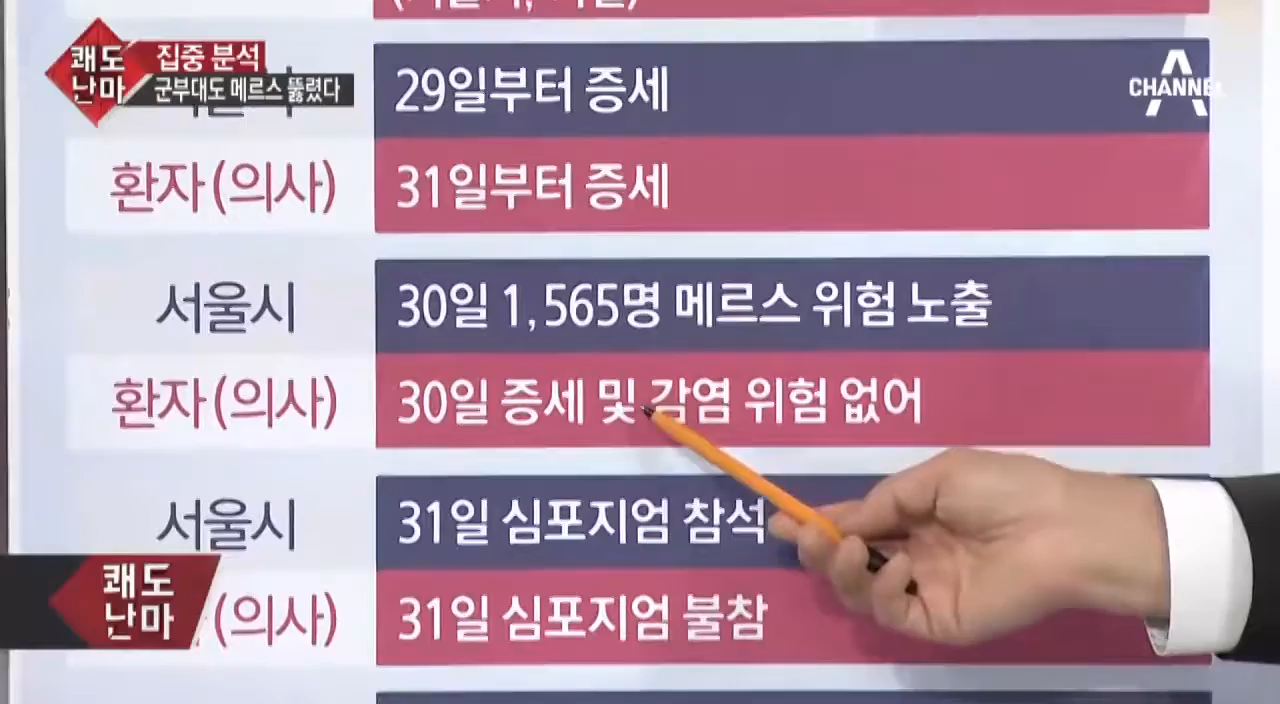 쾌도
난마
집중 분석
군부대도 메르스 뚫렸다
CHANNEL A
29일부터 증세
환자(의사)
31일부터 증세
서울시
30일 1,565명 메르스 위험 노출
환자(의사)
30일 증세 및 감염 위험 없어
서울시
31일 심포지엄 참석
(의사)
31일 심포지엄 불참
쾌도
난마